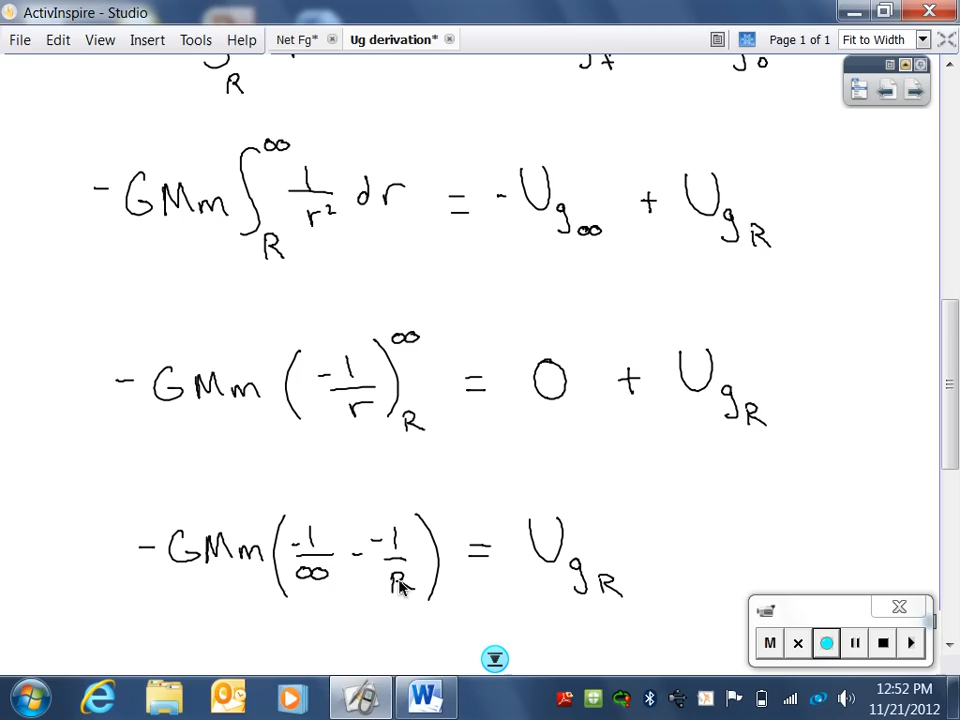 ActivInspire - Studio
File Edit View Insert Tools Help Net Fg* Ug derivation* Page 1 of 1 Fit to Width
R
-GMm ∫_R^∞ 1/r² dr = -U_g∞ + U_gR
-GMm (-1/r)_R^∞ = 0 + U_gR
-GMm (-1/∞ - -1/R) = U_gR
M
12:52 PM
11/21/2012